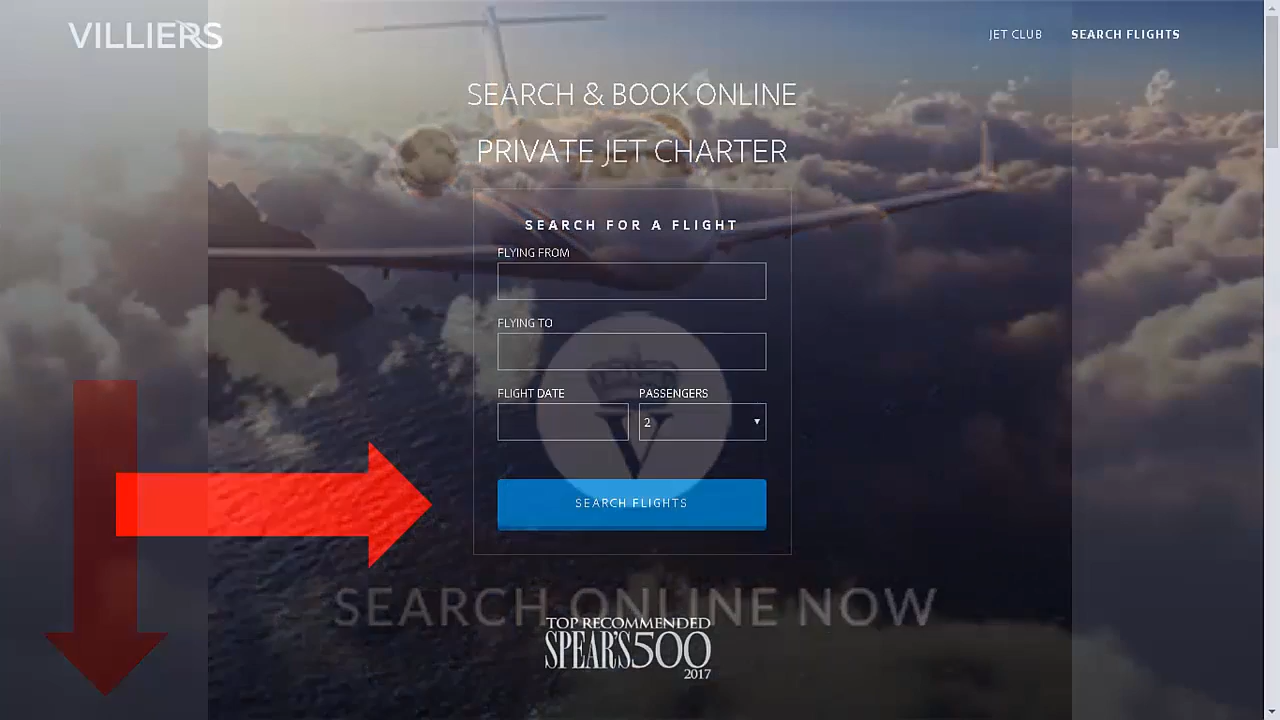 VILLIERS
JET CLUB
SEARCH FLIGHTS
SEARCH & BOOK ONLINE
PRIVATE JET CHARTER
SEARCH FOR A FLIGHT
FLYING FROM
FLYING TO
FLIGHT DATE
PASSENGERS
2
V
SEARCH FLIGHTS
SEARCH ONLINE NOW
TOP RECOMMENDED
SPEAR'S500
2017